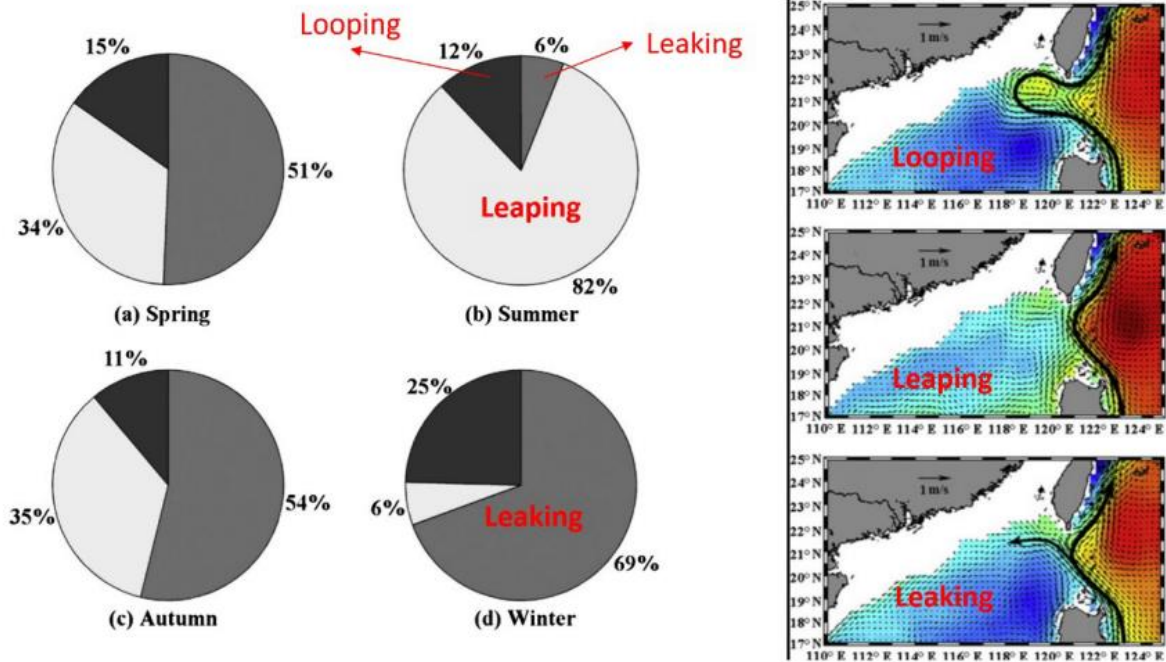 15%
51%
34%
(a) Spring
Looping
12%
6%
Leaking
Leaping
82%
(b) Summer
11%
54%
35%
(c) Autumn
25%
6%
Leaking
69%
(d) Winter
25°N
24°N
23°N
22°N
21°N
20°N
19°N
18°N
17°N
1 m/s
Looping
110°E 112°E 114°E 116°E 118°E 120°E 122°E 124°E
25°N
24°N
23°N
22°N
21°N
20°N
19°N
18°N
17°N
1 m/s
Leaping
110°E 112°E 114°E 116°E 118°E 120°E 122°E 124°E
25°N
24°N
23°N
22°N
21°N
20°N
19°N
18°N
17°N
1 m/s
Leaking
110°E 112°E 114°E 116°E 118°E 120°E 122°E 124°E